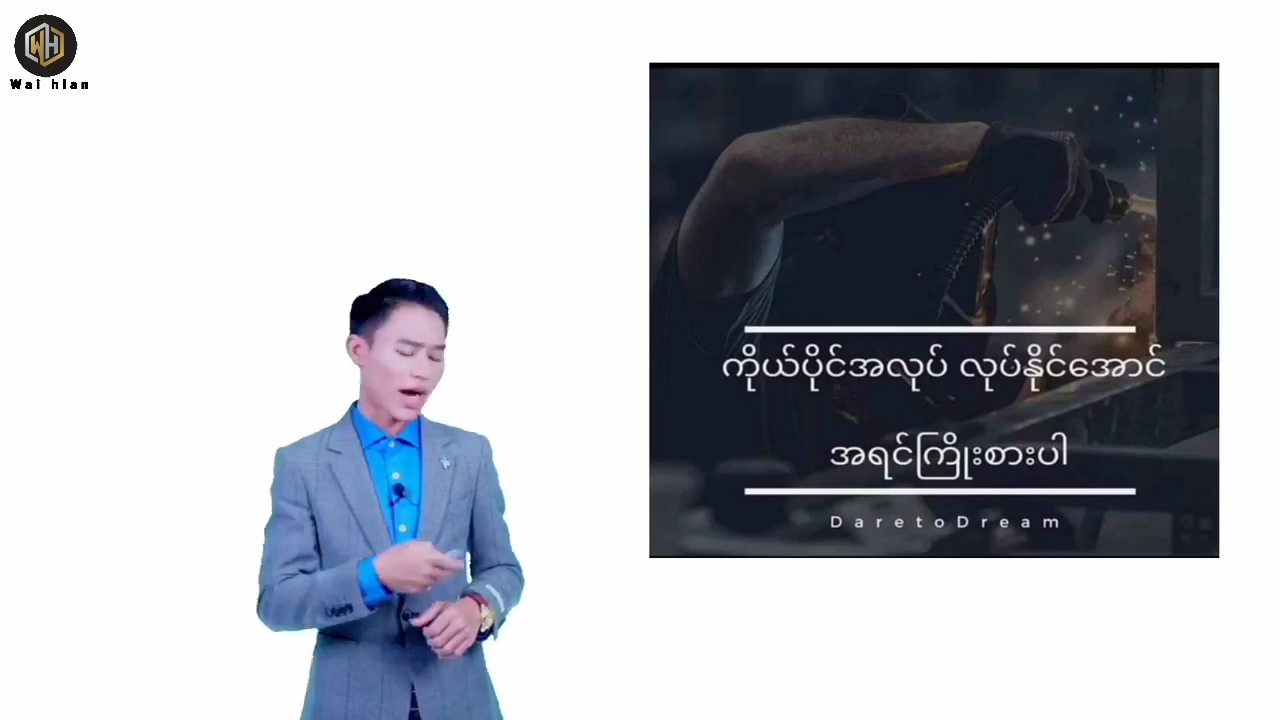 WH
Wai hlan
ကိုယ်ပိုင်အလုပ် လုပ်နိုင်အောင်
အရင်ကြိုးစားပါ
DaretoDream